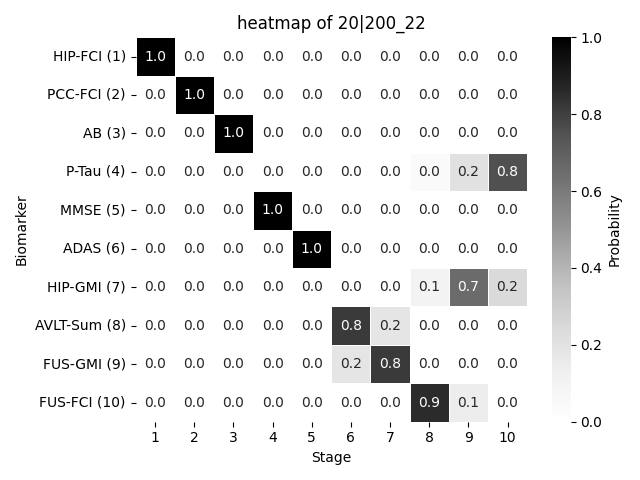 heatmap of 20|200_22
HIP-FCI (1) 1.0 0.0 0.0 0.0 0.0 0.0 0.0 0.0 0.0 0.0
PCC-FCI (2) 0.0 1.0 0.0 0.0 0.0 0.0 0.0 0.0 0.0 0.0
AB (3) 0.0 0.0 1.0 0.0 0.0 0.0 0.0 0.0 0.0 0.0
P-Tau (4) 0.0 0.0 0.0 0.0 0.0 0.0 0.0 0.0 0.2 0.8
MMSE (5) 0.0 0.0 0.0 1.0 0.0 0.0 0.0 0.0 0.0 0.0
ADAS (6) 0.0 0.0 0.0 0.0 1.0 0.0 0.0 0.0 0.0 0.0
HIP-GMI (7) 0.0 0.0 0.0 0.0 0.0 0.0 0.0 0.1 0.7 0.2
AVLT-Sum (8) 0.0 0.0 0.0 0.0 0.0 0.8 0.2 0.0 0.0 0.0
FUS-GMI (9) 0.0 0.0 0.0 0.0 0.0 0.2 0.8 0.0 0.0 0.0
FUS-FCI (10) 0.0 0.0 0.0 0.0 0.0 0.0 0.0 0.9 0.1 0.0
1 2 3 4 5 6 7 8 9 10
Stage
Biomarker
1.0
0.8
0.6
0.4
0.2
0.0
Probability